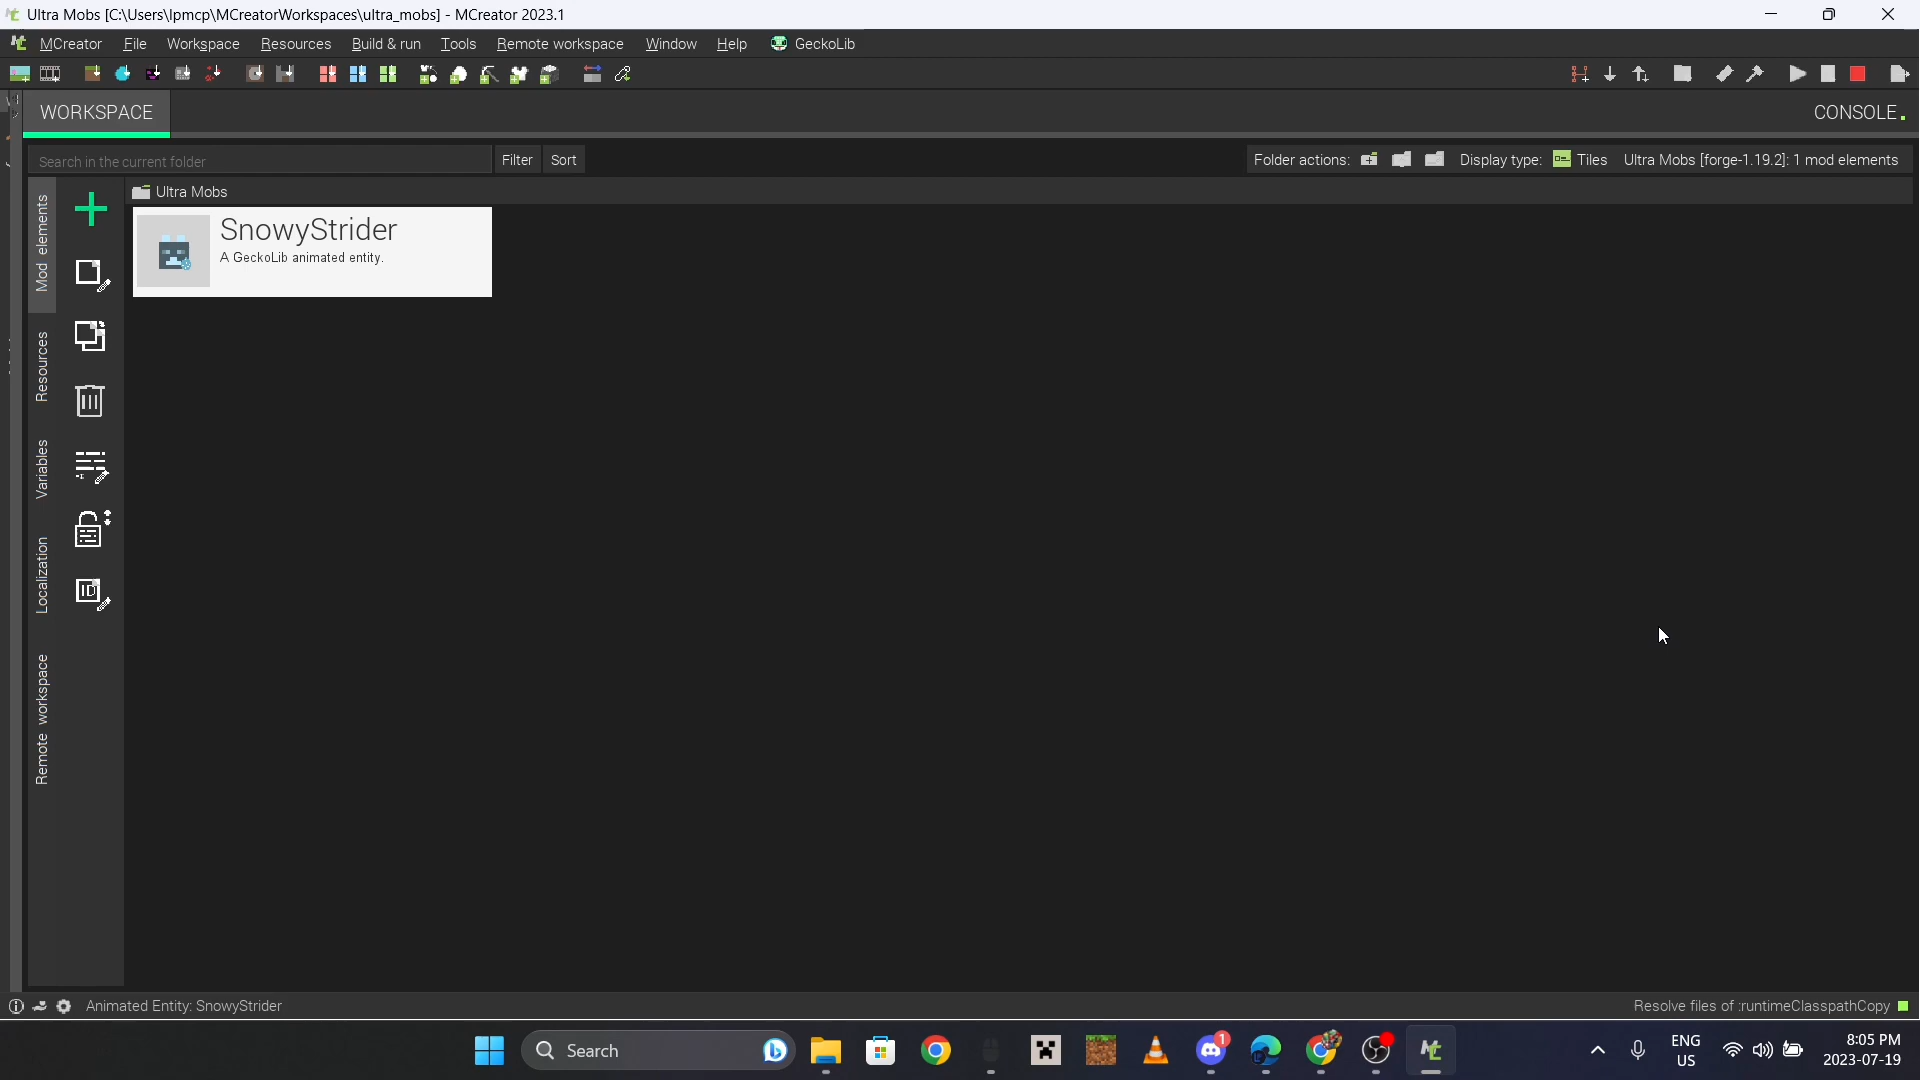 Ultra Mobs [C:\Users\lpmcp\MCreatorWorkspaces\ultra_mobs] - MCreator 2023.1
MCreator File Workspace Resources Build & run Tools Remote workspace Window Help GeckoLib
WORKSPACE
CONSOLE
Search in the current folder
Filter Sort
Folder actions: Display type: Tiles Ultra Mobs [forge-1.19.2]: 1 mod elements
Ultra Mobs
SnowyStrider
A GeckoLib animated entity.
Mod elements
Resources
Variables
Localization
Remote workspace
ID
Animated Entity: SnowyStrider
Resolve files of :runtimeClasspathCopy
Search
1
ENG
US
8:05 PM
2023-07-19